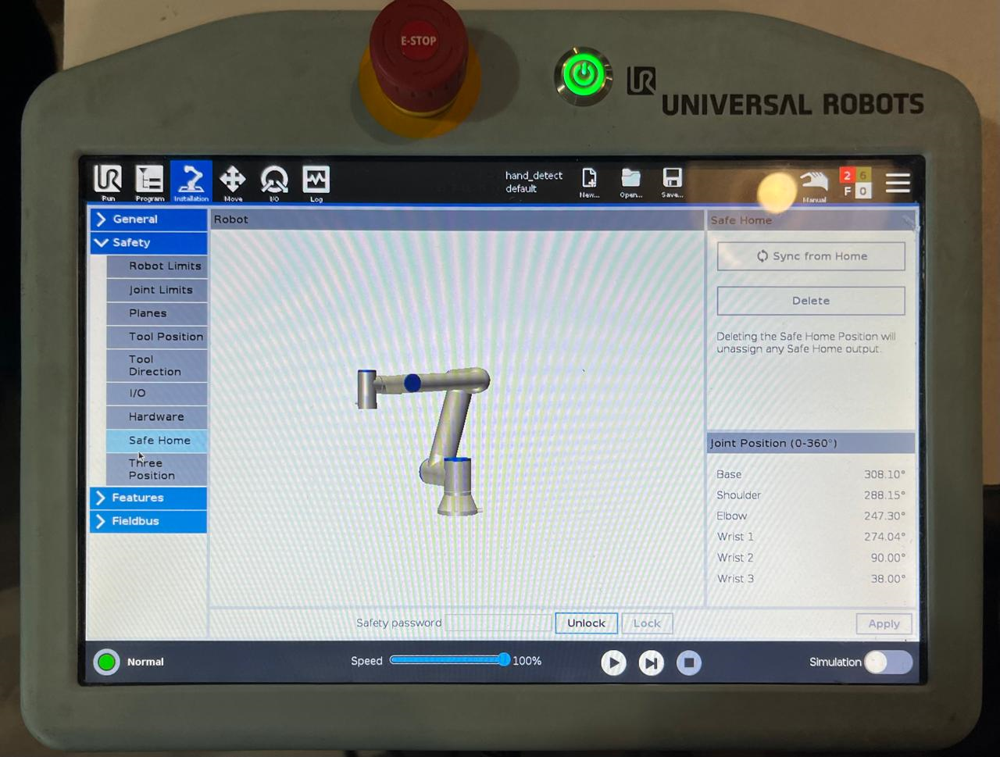 E-STOP
UR
UNIVERSAL ROBOTS
UR
Run
Program
Installation
Move
I/O
Log
hand_detect
default
New...
Open...
Save...
Manual
2 6
F 0
General
Safety
Robot Limits
Joint Limits
Planes
Tool Position
Tool
Direction
I/O
Hardware
Safe Home
Three
Position
Features
Fieldbus
Robot
Safe Home
Sync from Home
Delete
Deleting the Safe Home Position will
unassign any Safe Home output.
Joint Position (0-360°)
Base 308.10°
Shoulder 288.15°
Elbow 247.30°
Wrist 1 274.04°
Wrist 2 90.00°
Wrist 3 38.00°
Safety password
Unlock
Lock
Apply
Normal
Speed
100%
Simulation